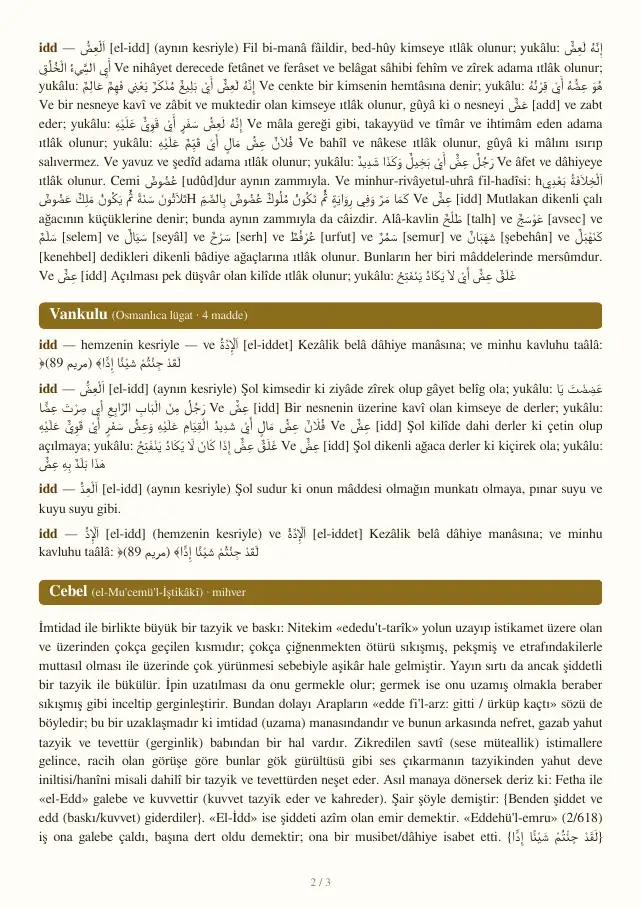 idd — اَلْعِضُّ [el-idd] (aynın kesriyle) Fil bi-manâ fâildir, bed-hûy kimseye ıtlâk olunur; yukâlu: إِنَّهُ لَعِضٌّ
أَيِ السَّيِّءُ الْخُلُقِ Ve nihâyet derecede fetânet ve ferâset ve belâgat sâhibi fehîm ve zîrek adama ıtlâk olunur;
yukâlu: إِنَّهُ لَعِضٌّ أَيْ بَلِيغٌ مُنْكَرٌ يَعْنِي فَهِمٌ عَالِمٌ Ve cenkte bir kimsenin hemtâsına denir; yukâlu: هُوَ عِضُّهُ أَيْ قِرْنُهُ
Ve bir nesneye kavî ve zâbit ve muktedir olan kimseye ıtlâk olunur, gûyâ ki o nesneyi عَضّ [add] ve zabt
eder; yukâlu: إِنَّهُ لَعِضُّ سَفَرٍ أَيْ قَوِيٌّ عَلَيْهِ Ve mâla gereği gibi, takayyüd ve tîmâr ve ihtimâm eden adama
ıtlâk olunur; yukâlu: فُلاَنٌ عِضُّ مَالٍ أَيْ قَيِّمٌ عَلَيْهِ Ve bahîl ve nâkese ıtlâk olunur, gûyâ ki mâlını ısırıp
salıvermez. Ve yavuz ve şedîd adama ıtlâk olunur; yukâlu: رَجُلٌ عِضٌّ أَيْ بَخِيلٌ وَكَذَا شَدِيدٌ Ve âfet ve dâhiyeye
ıtlâk olunur. Cemi عُضُوضٌ [udûd]dur aynın zammıyla. Ve minhur-rivâyetul-uhrâ fil-hadîsi: hاَلْخِلاَفَةُ بَعْدِي
ثَلاَثُونَ سَنَةً ثُمَّ يَكُونُ مَلِكٌ عَضُوضٌH كَمَا مَرَّ وَفِي رِوَايَةٍ ثُمَّ تَكُونُ مُلُوكٌ عُضُوضٌ بِالضَّمِّ Ve عِضٌّ [idd] Mutlakan dikenli çalı
ağacının küçüklerine denir; bunda aynın zammıyla da câizdir. Alâ-kavlin طَلْحٌ [talh] ve عَوْسَجٌ [avsec] ve
سَلَمٌ [selem] ve سَيَالٌ [seyâl] ve سَرْحٌ [serh] ve عُرْفُطٌ [urfut] ve سَمُرٌ [semur] ve شَهَبَانٌ [şebehân] ve كَنَهْبَلٌ
[kenehbel] dedikleri dikenli bâdiye ağaçlarına ıtlâk olunur. Bunların her biri mâddelerinde mersûmdur.
Ve عِضٌّ [idd] Açılması pek düşvâr olan kilîde ıtlâk olunur; yukâlu: غَلَقٌ عِضٌّ أَيْ لاَ يَكَادُ يَنْفَتِحُ
Vankulu (Osmanlıca lügat · 4 madde)
idd — hemzenin kesriyle — ve اَلْإِدَّةُ [el-iddet] Kezâlik belâ dâhiye manâsına; ve minhu kavluhu taâlâ:
﴿لَقَدْ جِئْتُمْ شَيْئًا إِدًّا﴾ (مريم 89)
idd — اَلْعِضُّ [el-idd] (aynın kesriyle) Şol kimsedir ki ziyâde zîrek olup gâyet belîg ola; yukâlu: عَضِضْتَ يَا
رَجُلُ مِنَ الْبَابِ الرَّابِعِ أَي صِرْتَ عِضًّا Ve عِضٌّ [idd] Bir nesnenin üzerine kavî olan kimseye de derler; yukâlu:
فُلاَنٌ عِضُّ مَالٍ أَيْ شَدِيدُ الْقِيَامِ عَلَيْهِ وَعِضُّ سَفَرٍ أَيْ قَوِيٌّ عَلَيْهِ Ve عِضٌّ [idd] Şol kilîde dahi derler ki çetin olup
açılmaya; yukâlu: غَلَقٌ عِضٌّ إِذَا كَانَ لَا يَكَادُ يَنْفَتِحُ Ve عِضٌّ [idd] Şol dikenli ağaca derler ki kiçirek ola; yukâlu:
هَذَا بَلَدٌ بِهِ عِضٌّ
idd — اَلْعِدُّ [el-id] (aynın kesriyle) Şol sudur ki onun mâddesi olmağın munkatı olmaya, pınar suyu ve
kuyu suyu gibi.
idd — اَلْإِدُّ [el-idd] (hemzenin kesriyle) ve اَلْإِدَّةُ [el-iddet] Kezâlik belâ dâhiye manâsına; ve minhu
kavluhu taâlâ: ﴿لَقَدْ جِئْتُمْ شَيْئًا إِدًّا﴾ (مريم 89)
Cebel (el-Mu'cemü'l-İştikâkī) · mihver
İmtidad ile birlikte büyük bir tazyik ve baskı: Nitekim «ededu't-tarîk» yolun uzayıp istikamet üzere olan
ve üzerinden çokça geçilen kısmıdır; çokça çiğnenmekten ötürü sıkışmış, pekşmiş ve etrafındakilerle
muttasıl olması ile üzerinde çok yürünmesi sebebiyle aşikâr hale gelmiştir. Yayın sırtı da ancak şiddetli
bir tazyik ile bükülür. İpin uzatılması da onu germekle olur; germek ise onu uzamış olmakla beraber
sıkışmış gibi inceltip gerginleştirir. Bundan dolayı Arapların «edde fi'l-arz: gitti / ürküp kaçtı» sözü de
böyledir; bu bir uzaklaşmadır ki imtidad (uzama) manasındandır ve bunun arkasında nefret, gazab yahut
tazyik ve tevettür (gerginlik) babından bir hal vardır. Zikredilen savtî (sese müteallik) istimallere
gelince, racih olan görüşe göre bunlar gök gürültüsü gibi ses çıkarmanın tazyikinden yahut deve
iniltisi/hanîni misali dahilî bir tazyik ve tevettürden neşet eder. Asıl manaya dönersek deriz ki: Fetha ile
«el-Edd» galebe ve kuvvettir (kuvvet tazyik eder ve kahreder). Şair şöyle demiştir: {Benden şiddet ve
edd (baskı/kuvvet) giderdiler}. «El-İdd» ise şiddeti azîm olan emir demektir. «Eddehü'l-emru» (2/618)
iş ona galebe çaldı, başına dert oldu demektir; ona bir musibet/dâhiye isabet etti. {لَقَدْ جِئْتُمْ شَيْئًا إِدًّا}
2 / 3